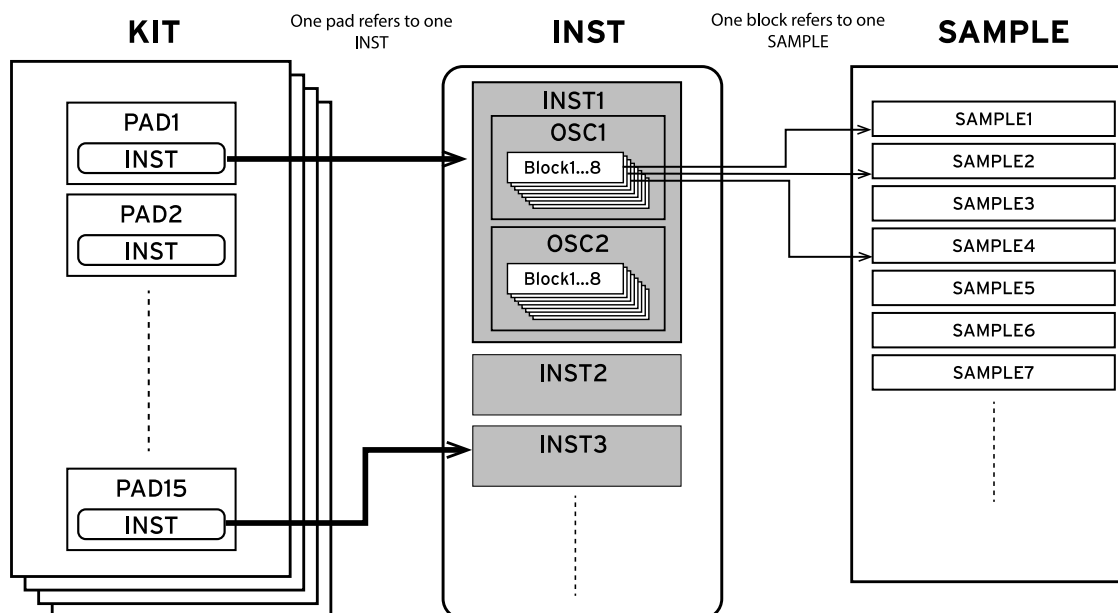 KIT
One pad refers to one
INST
INST
One block refers to one
SAMPLE
SAMPLE
PAD1
INST
PAD2
INST
PAD15
INST
INST1
OSC1
Block1...8
OSC2
Block1...8
INST2
INST3
SAMPLE1
SAMPLE2
SAMPLE3
SAMPLE4
SAMPLE5
SAMPLE6
SAMPLE7